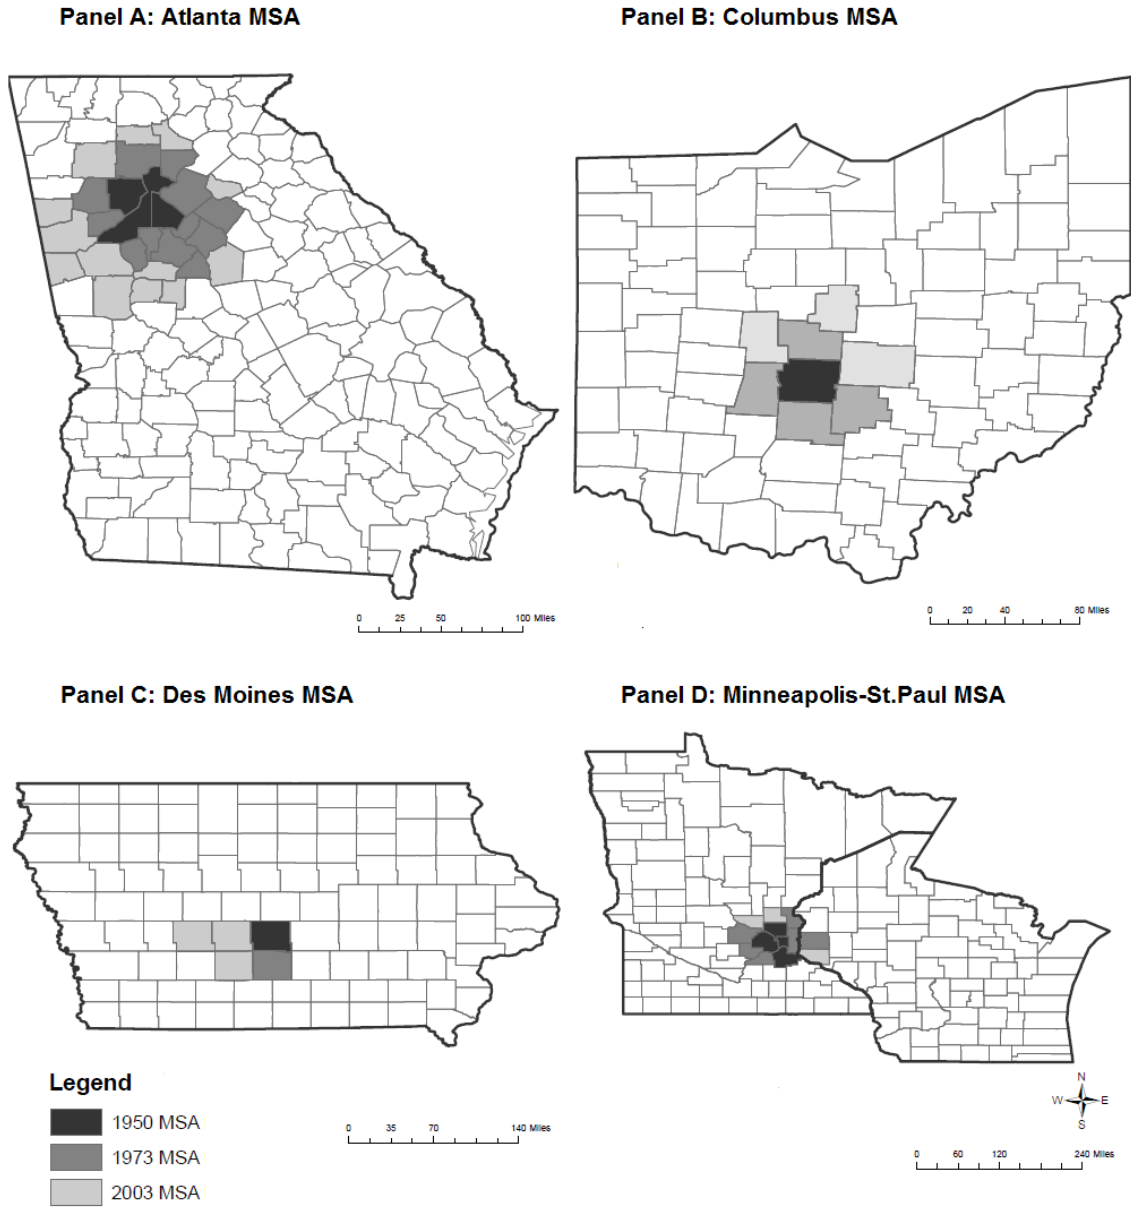 Panel A: Atlanta MSA
Panel B: Columbus MSA
0 25 50 100 Miles
0 20 40 80 Miles
Panel C: Des Moines MSA
Panel D: Minneapolis-St.Paul MSA
Legend
1950 MSA
1973 MSA
2003 MSA
0 35 70 140 Miles
N
W E
S
0 60 120 240 Miles